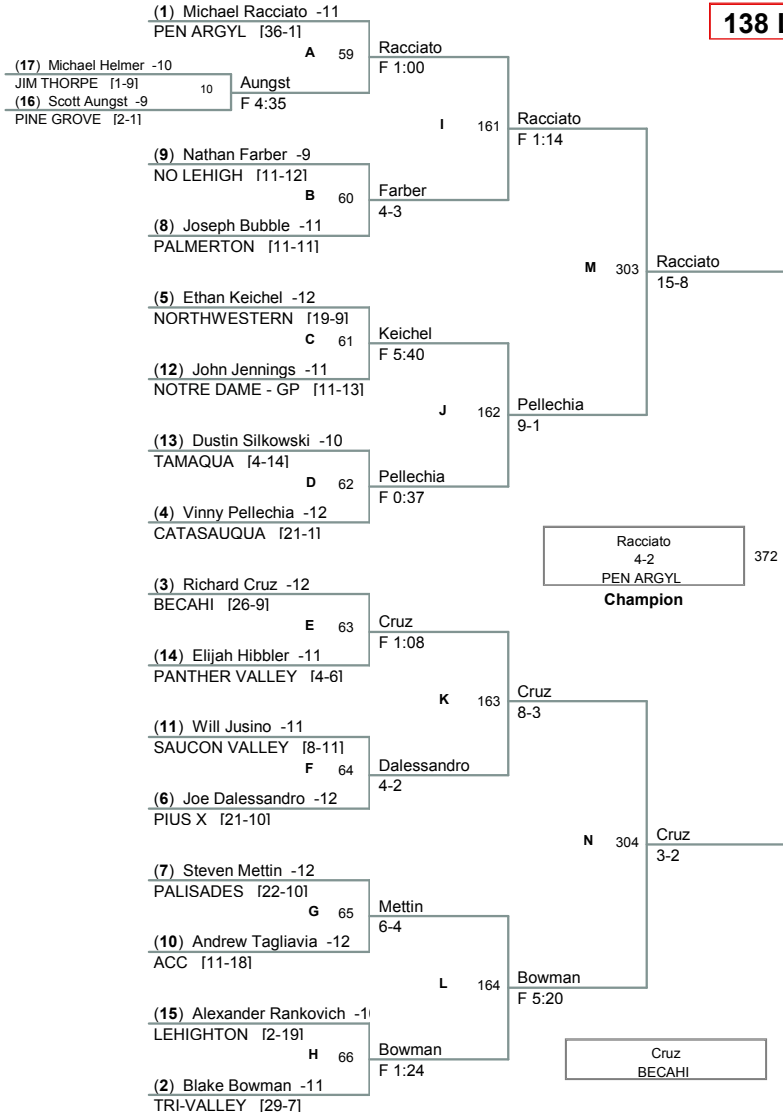 (1) Michael Racciato -11
138
PEN ARGYL [36-1]
A 59 Racciato
F 1:00
(17) Michael Helmer -10
JIM THORPE [1-9]
10 Aungst
F 4:35
(16) Scott Aungst -9
PINE GROVE [2-1]
I 161 Racciato
F 1:14
(9) Nathan Farber -9
NO LEHIGH [11-12]
B 60 Farber
4-3
(8) Joseph Bubble -11
PALMERTON [11-11]
M 303 Racciato
15-8
(5) Ethan Keichel -12
NORTHWESTERN [19-9]
C 61 Keichel
F 5:40
(12) John Jennings -11
NOTRE DAME - GP [11-13]
J 162 Pellechia
9-1
(13) Dustin Silkowski -10
TAMAQUA [4-14]
D 62 Pellechia
F 0:37
(4) Vinny Pellechia -12
CATASAUQUA [21-1]
Racciato
4-2
372
PEN ARGYL
Champion
(3) Richard Cruz -12
BECAHI [26-9]
E 63 Cruz
F 1:08
(14) Elijah Hibbler -11
PANTHER VALLEY [4-6]
K 163 Cruz
8-3
(11) Will Jusino -11
SAUCON VALLEY [8-11]
F 64 Dalessandro
4-2
(6) Joe Dalessandro -12
PIUS X [21-10]
N 304 Cruz
3-2
(7) Steven Mettin -12
PALISADES [22-10]
G 65 Mettin
6-4
(10) Andrew Tagliavia -12
ACC [11-18]
L 164 Bowman
F 5:20
(15) Alexander Rankovich -1
LEHIGHTON [2-19]
H 66 Bowman
F 1:24
(2) Blake Bowman -11
TRI-VALLEY [29-7]
Cruz
BECAHI